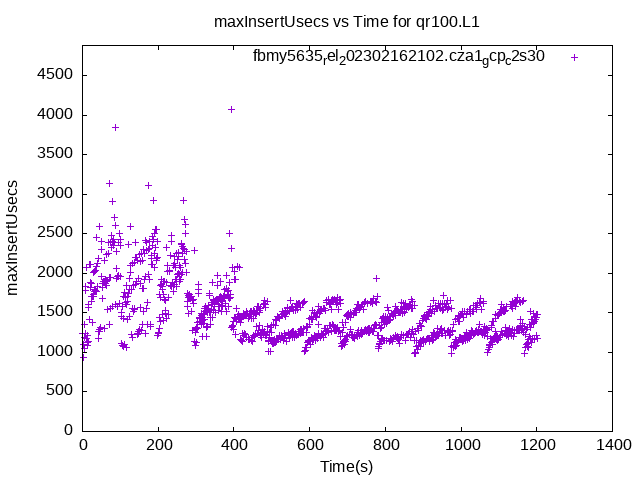 maxInsertUsecs vs Time for qr100.L1
fbmy5635rel202302162102.cza1gcpc2s30
4500
4000
3500
3000
2500
2000
1500
1000
500
0
maxInsertUsecs
0 200 400 600 800 1000 1200 1400
Time(s)